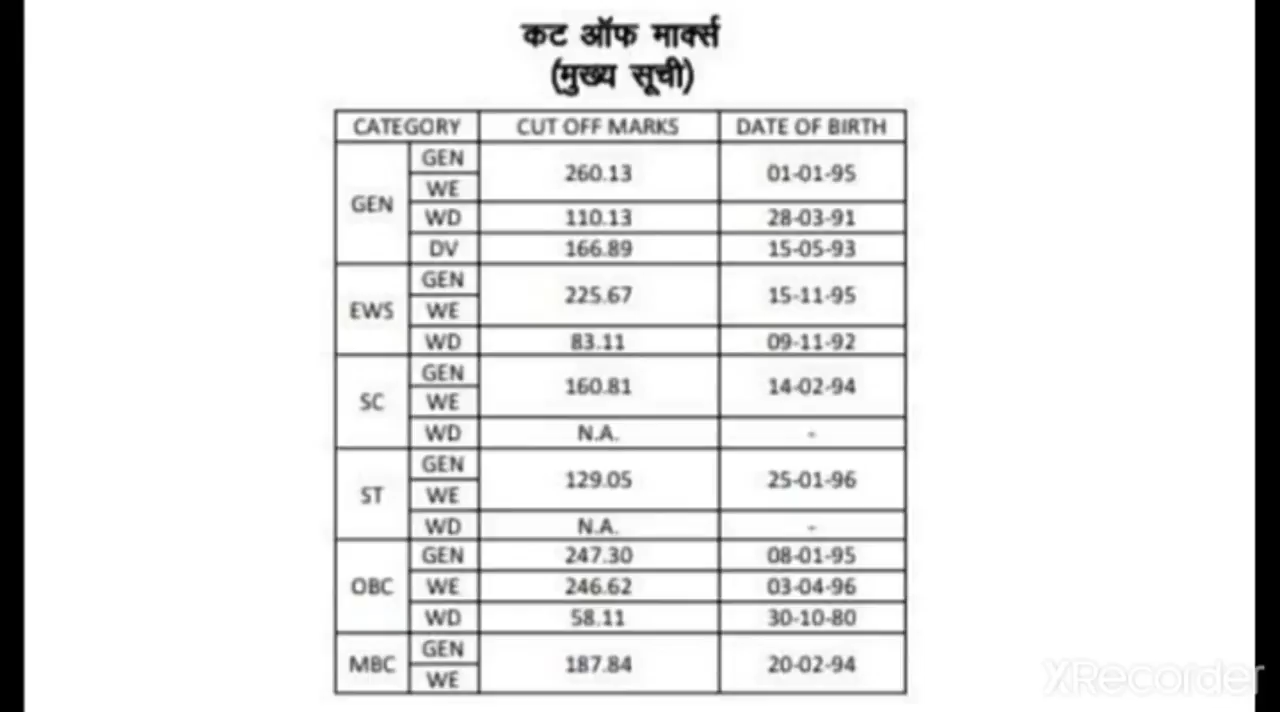 कट ऑफ मार्क्स
(मुख्य सूची)
CATEGORY CUT OFF MARKS DATE OF BIRTH
GEN GEN 260.13 01-01-95
WE
WD 110.13 28-03-91
DV 166.89 15-05-93
EWS GEN 225.67 15-11-95
WE
WD 83.11 09-11-92
SC GEN 160.81 14-02-94
WE
WD N.A. -
ST GEN 129.05 25-01-96
WE
WD N.A. -
OBC GEN 247.30 08-01-95
WE 246.62 03-04-96
WD 58.11 30-10-80
MBC GEN 187.84 20-02-94
WE
XRecorder